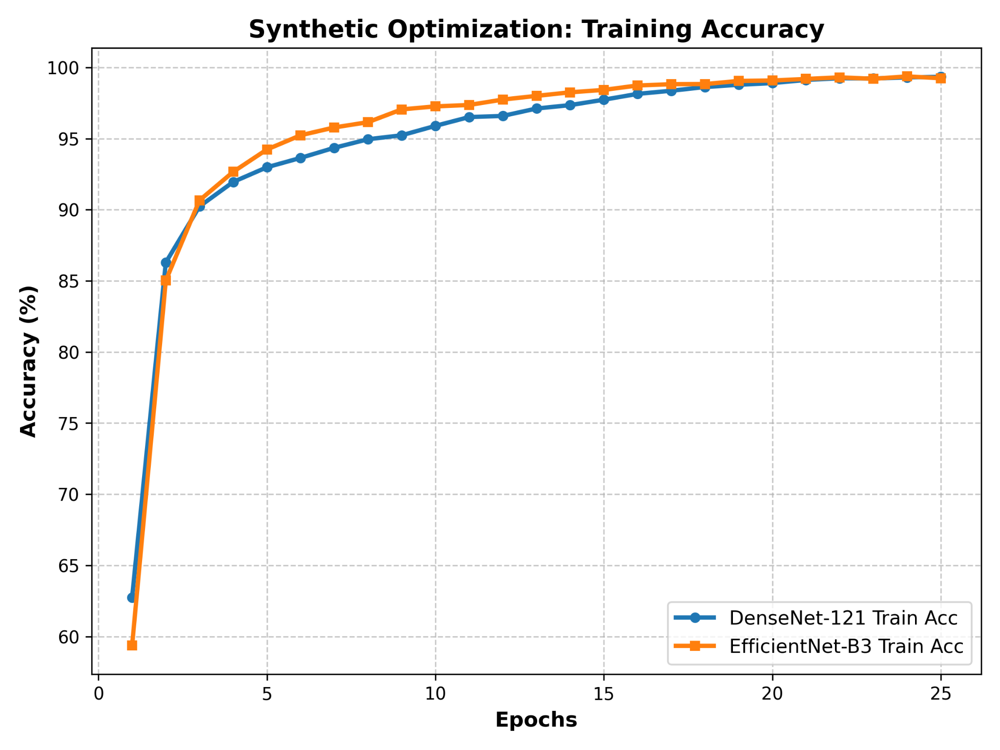 Synthetic Optimization: Training Accuracy
100
95
90
85
80
75
70
65
60
Accuracy (%)
0 5 10 15 20 25
Epochs
DenseNet-121 Train Acc
EfficientNet-B3 Train Acc